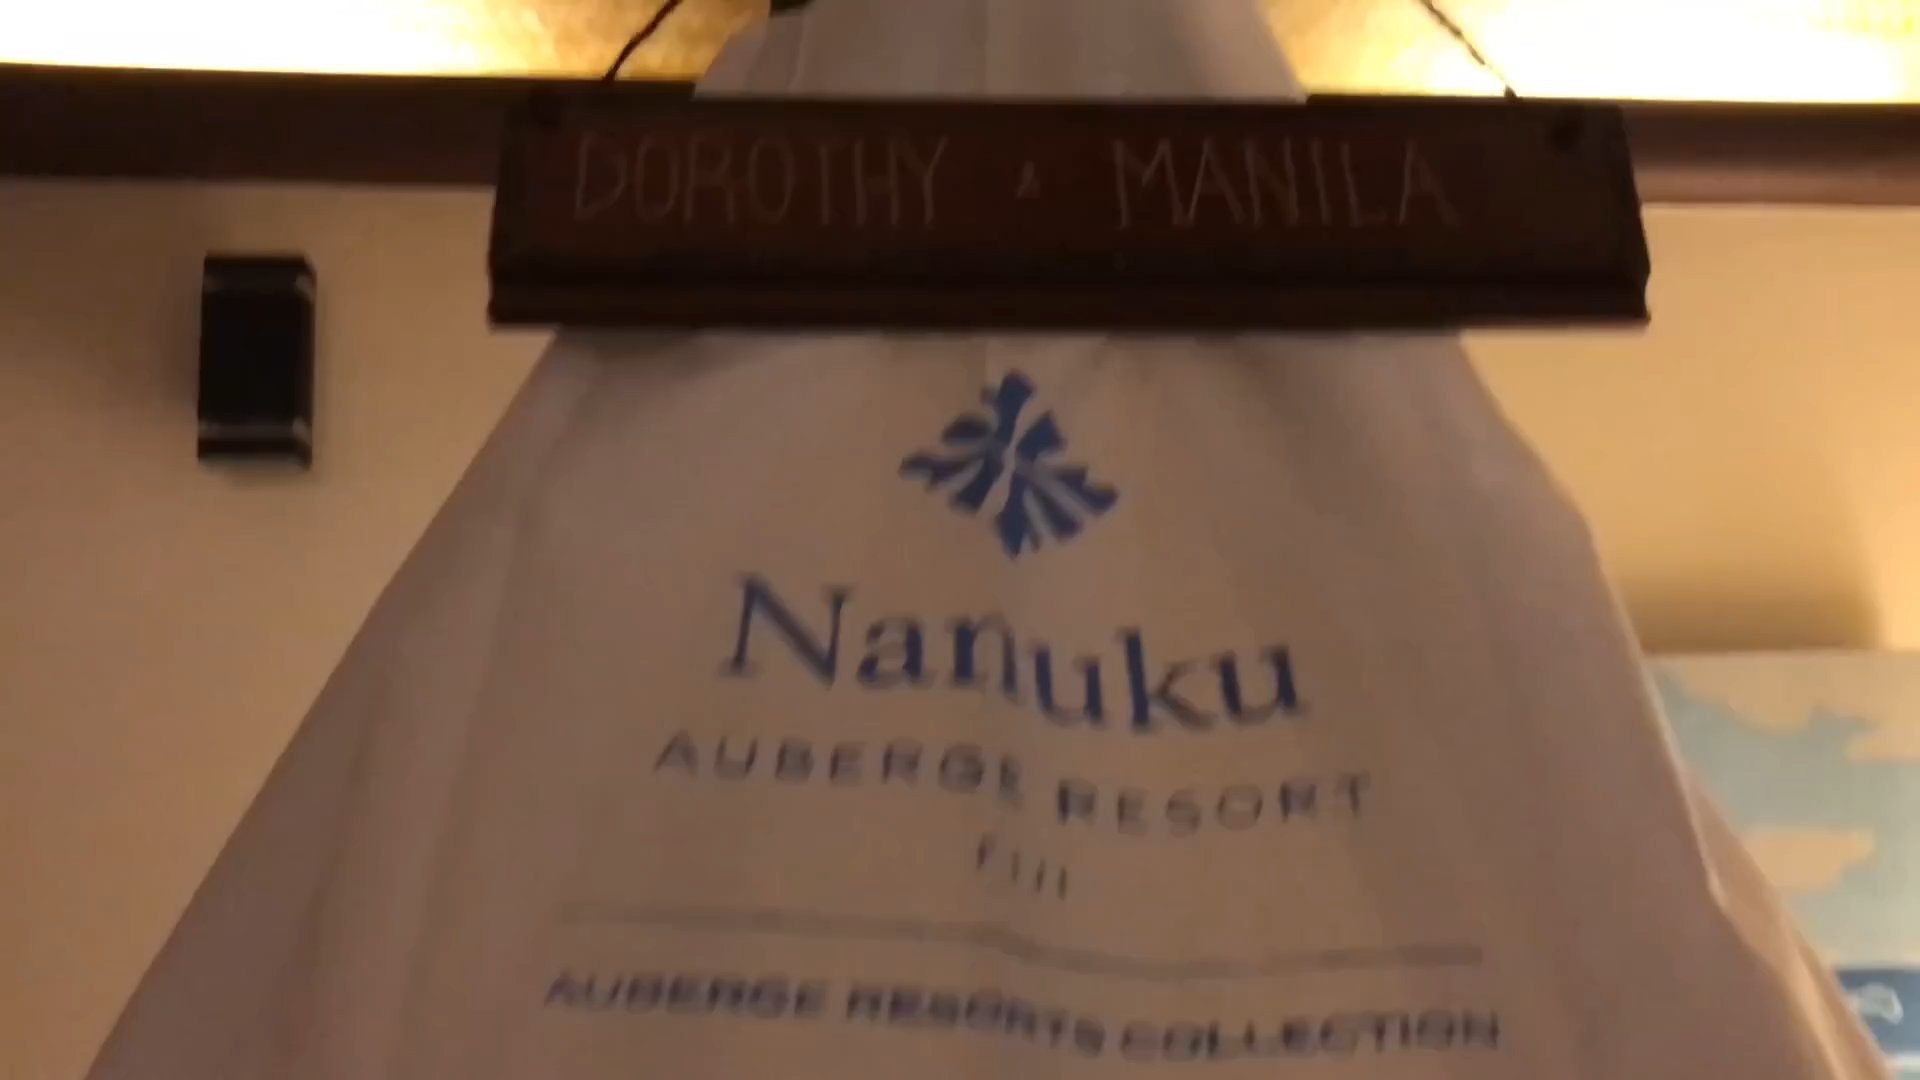 DOROTHY & MANILA
Nanuku
AUBERGE RESORT
FIJI
AUBERGE RESORTS COLLECTION